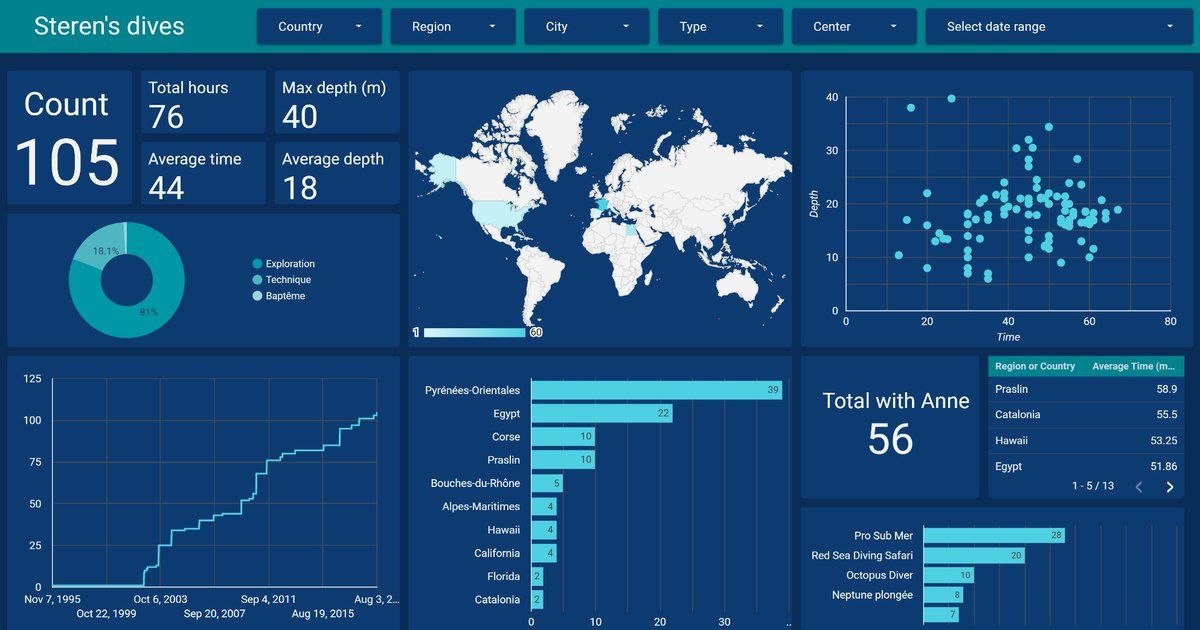 Steren's dives
Country
Region
City
Type
Center
Select date range
Count
105
Total hours
76
Max depth (m)
40
Average time
44
Average depth
18
18.1%
81%
Exploration
Technique
Baptême
1
60
40
30
20
10
0
Depth
0
20
40
60
80
Time
125
100
75
50
25
0
Nov 7, 1995
Oct 22, 1999
Oct 6, 2003
Sep 20, 2007
Sep 4, 2011
Aug 19, 2015
Aug 3, 2...
Pyrénées-Orientales 39
Egypt 22
Corse 10
Praslin 10
Bouches-du-Rhône 5
Alpes-Maritimes 4
Hawaii 4
California 4
Florida 2
Catalonia 2
0 10 20 30 ..
Total with Anne
56
Region or Country Average Time (m...
Praslin 58.9
Catalonia 55.5
Hawaii 53.25
Egypt 51.86
1 - 5 / 13
Pro Sub Mer 28
Red Sea Diving Safari 20
Octopus Diver 10
Neptune plongée 8
7